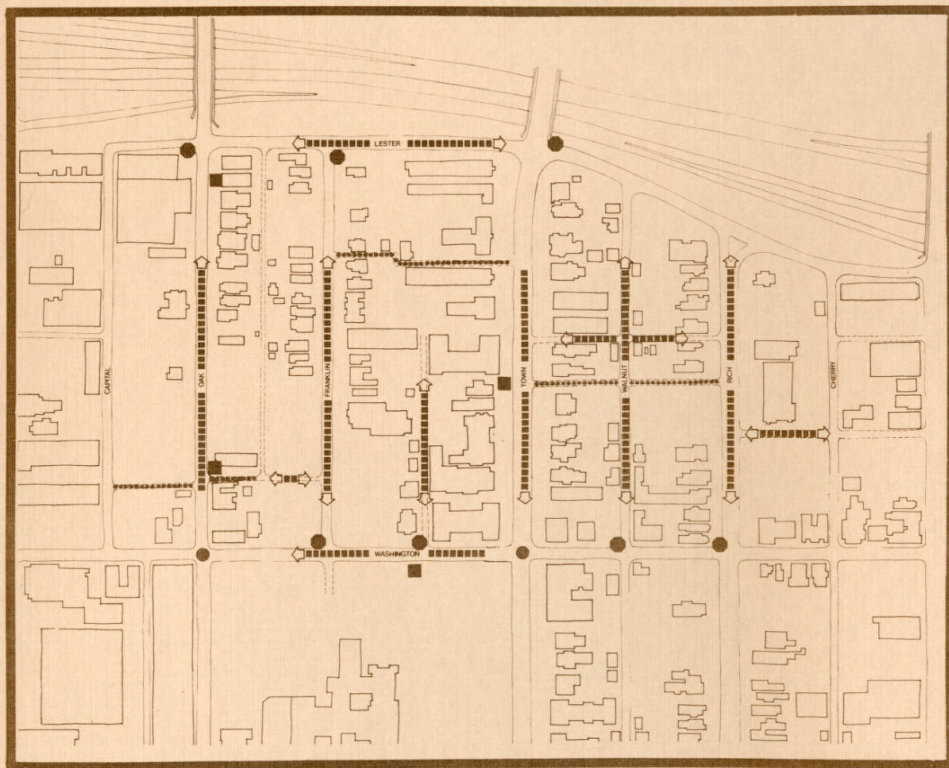 LESTER
CAPITAL
OAK
FRANKLIN
TOWN
WALNUT
RICH
CHERRY
WASHINGTON